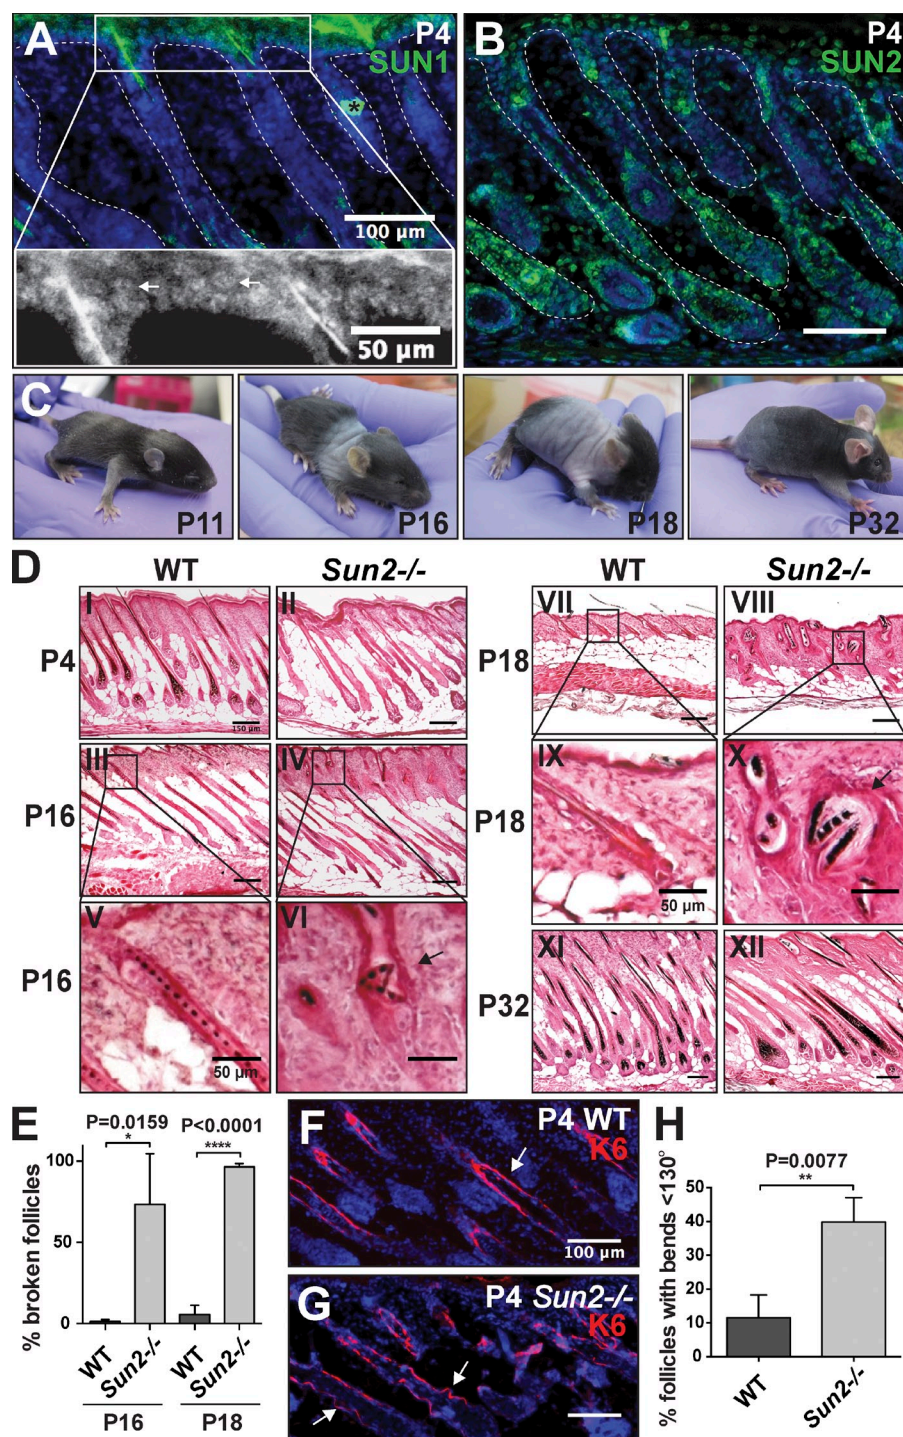 A
P4
SUN1
*
100 µm
50 µm
B
P4
SUN2
C
P11
P16
P18
P32
D
WT
Sun2-/-
P4
I
150 µm
II
P16
III
IV
P16
V
50 µm
VI
WT
Sun2-/-
P18
VII
VIII
P18
IX
50 µm
X
P32
XI
XII
E
P=0.0159
*
P<0.0001
****
% broken follicles
100
50
0
WT
Sun2-/-
WT
Sun2-/-
P16
P18
F
P4 WT
K6
100 µm
G
P4 Sun2-/-
K6
H
P=0.0077
**
% follicles with bends <130°
50
40
30
20
10
0
WT
Sun2-/-